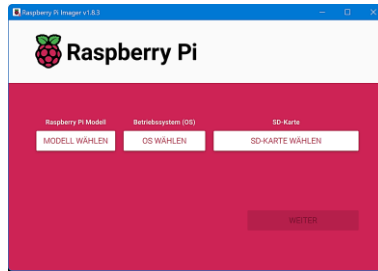 Raspberry Pi Imager v1.8.3
Raspberry Pi
Raspberry Pi Modell Betriebssystem (OS) SD-Karte
MODELL WÄHLEN OS WÄHLEN SD-KARTE WÄHLEN
WEITER